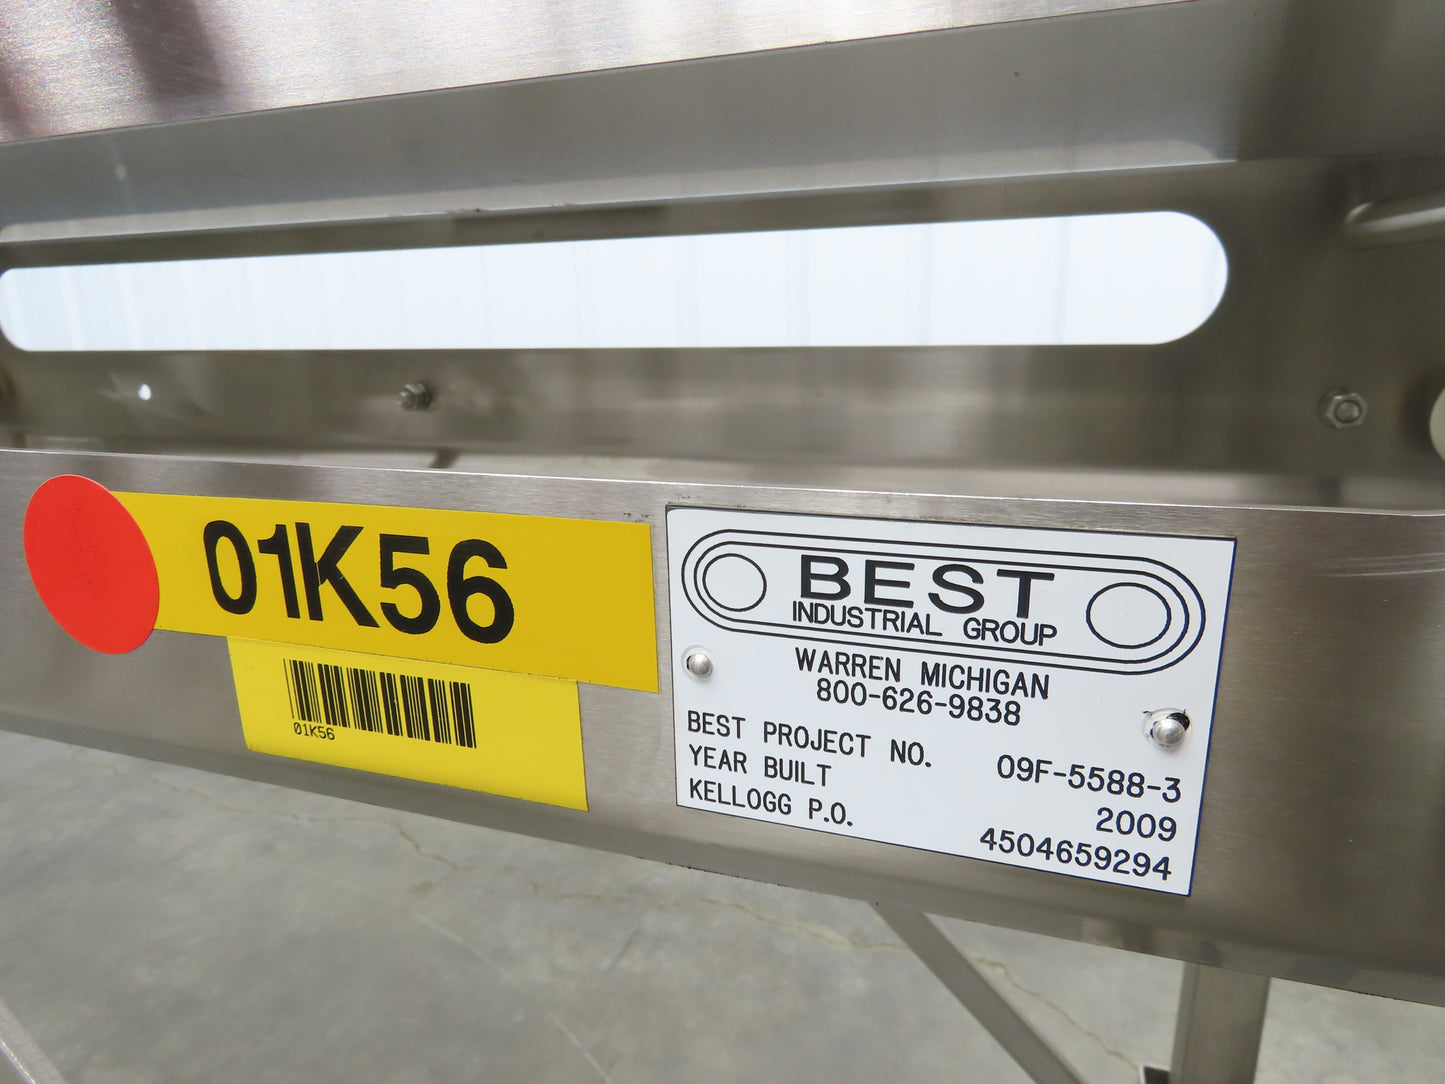 01K56
01K56
BEST
INDUSTRIAL GROUP
WARREN MICHIGAN
800-626-9838
BEST PROJECT NO. 09F-5588-3
YEAR BUILT 2009
KELLOGG P.O. 4504659294